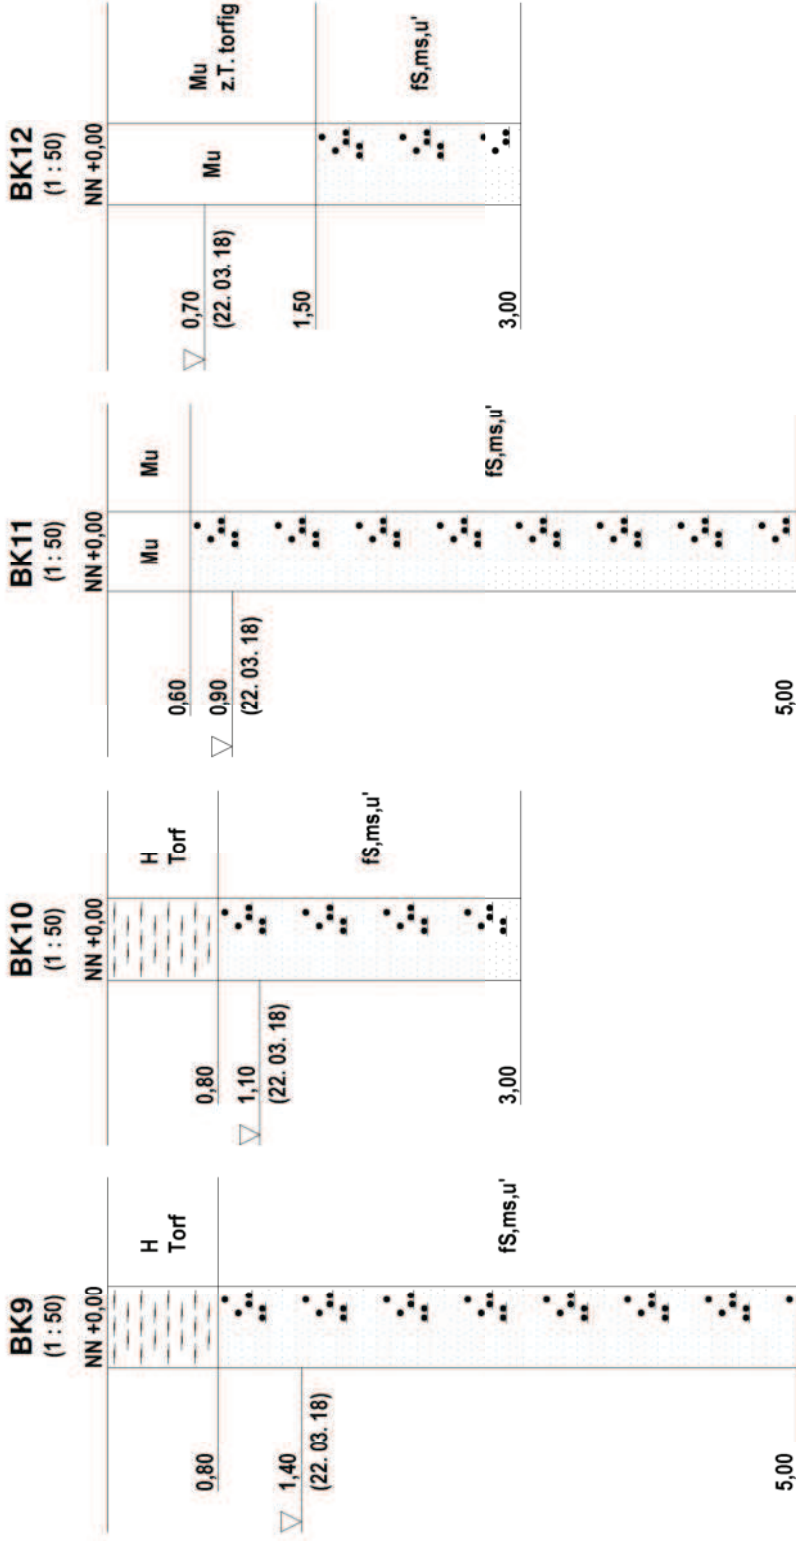 BK9
(1 : 50)
NN +0,00
H
Torf
0,80
1,40
(22. 03. 18)
fS,ms,u'
5,00
BK10
(1 : 50)
NN +0,00
H
Torf
0,80
1,10
(22. 03. 18)
fS,ms,u'
3,00
BK11
(1 : 50)
NN +0,00
Mu
Mu
0,60
0,90
(22. 03. 18)
fS,ms,u'
5,00
BK12
(1 : 50)
NN +0,00
Mu
Mu
z.T. torfig
0,70
(22. 03. 18)
1,50
fS,ms,u'
3,00